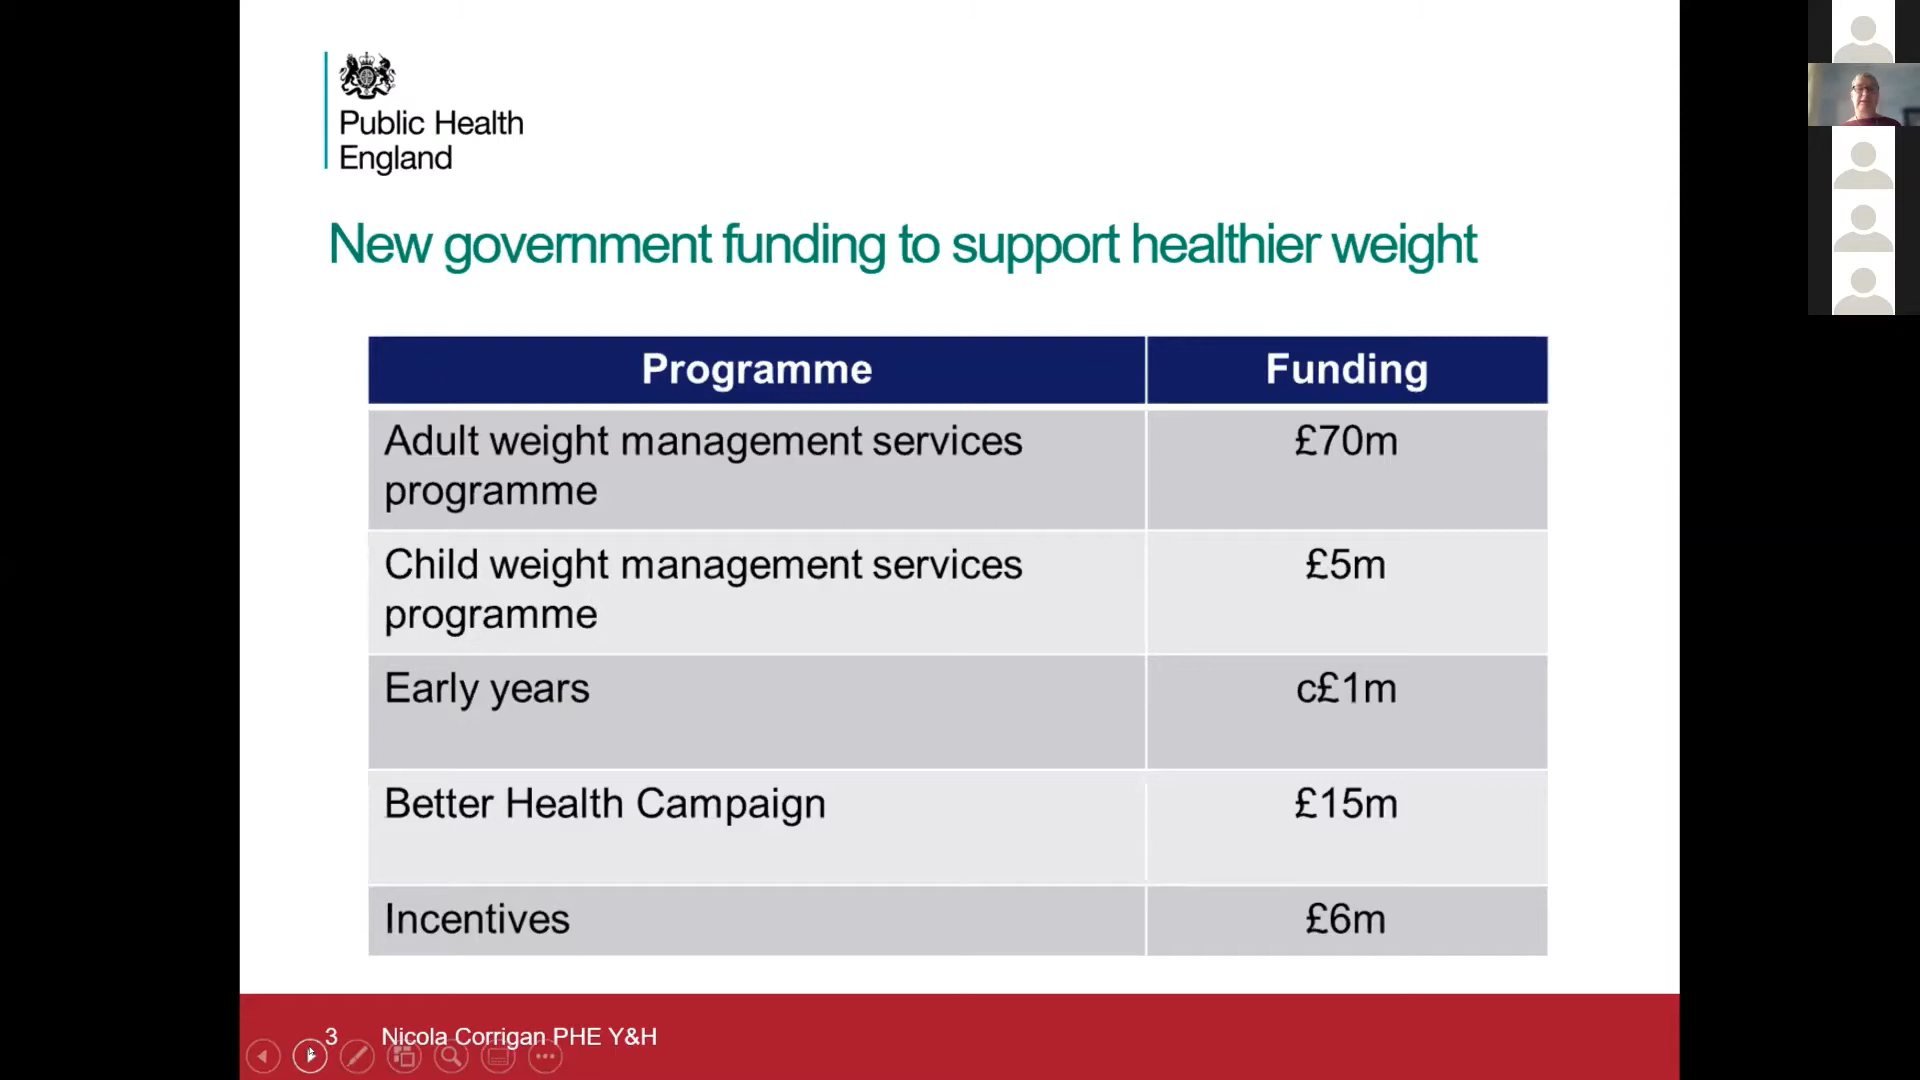 Public Health
England
New government funding to support healthier weight
Programme
Funding
Adult weight management services
programme
£70m
Child weight management services
programme
£5m
Early years
c£1m
Better Health Campaign
£15m
Incentives
£6m
3
Nicola Corrigan PHE Y&H